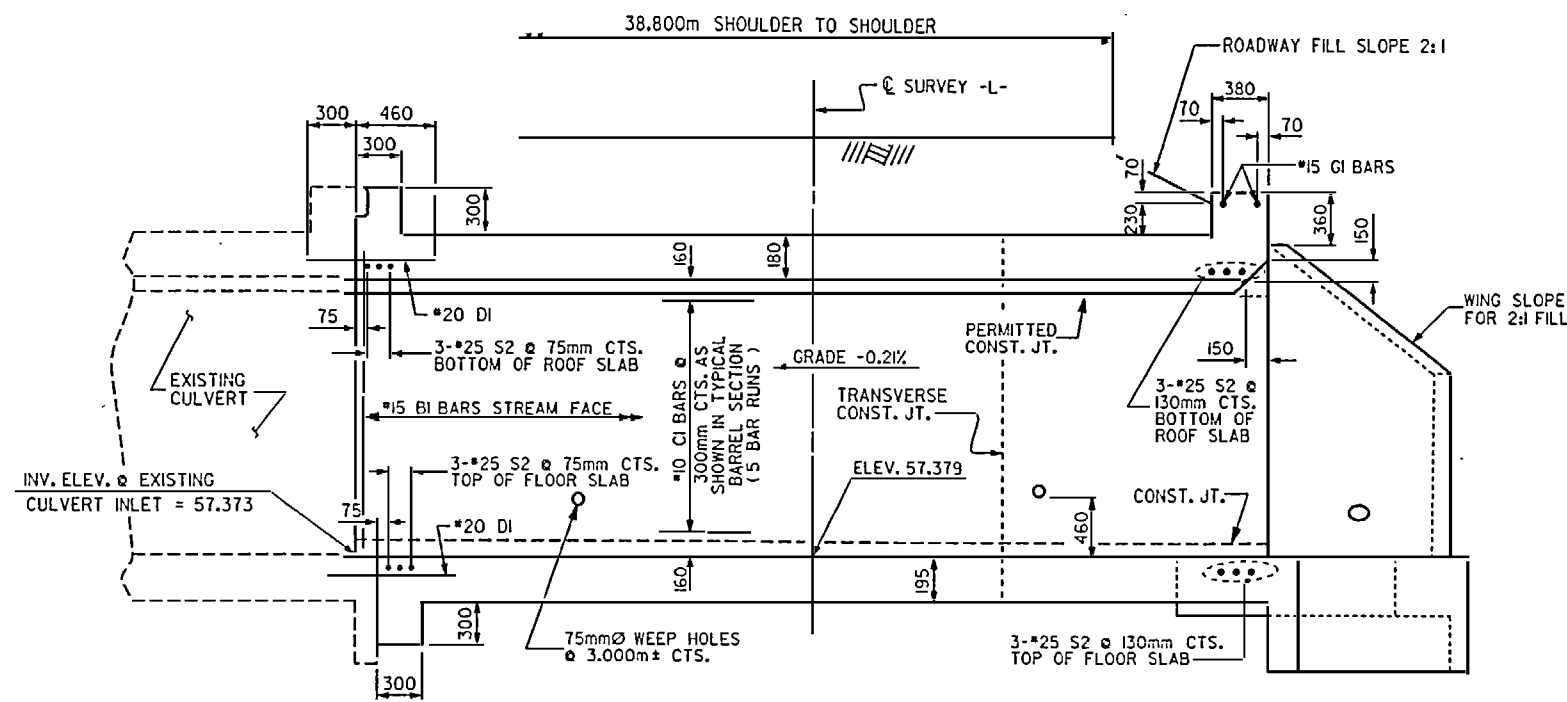 38.800m SHOULDER TO SHOULDER
ROADWAY FILL SLOPE 2:1
℄ SURVEY -L-
380
300
460
70
70
300
#15 G1 BARS
70
300
230
360
150
160
180
75
#20 D1
WING SLOPE
FOR 2:1 FILL
PERMITTED
CONST. JT.
3-#25 S2 @ 75mm CTS.
BOTTOM OF ROOF SLAB
GRADE -0.21%
150
EXISTING
CULVERT
#10 C1 BARS @
300mm CTS. AS
SHOWN IN TYPICAL
BARREL SECTION
( 5 BAR RUNS )
TRANSVERSE
CONST. JT.
3-#25 S2 @
130mm CTS.
BOTTOM OF
ROOF SLAB
#15 B1 BARS STREAM FACE
3-#25 S2 @ 75mm CTS.
TOP OF FLOOR SLAB
ELEV. 57.379
INV. ELEV. @ EXISTING
CULVERT INLET = 57.373
CONST. JT.
75
#20 D1
460
160
195
300
75mmØ WEEP HOLES
@ 3.000m± CTS.
3-#25 S2 @ 130mm CTS.
TOP OF FLOOR SLAB
300